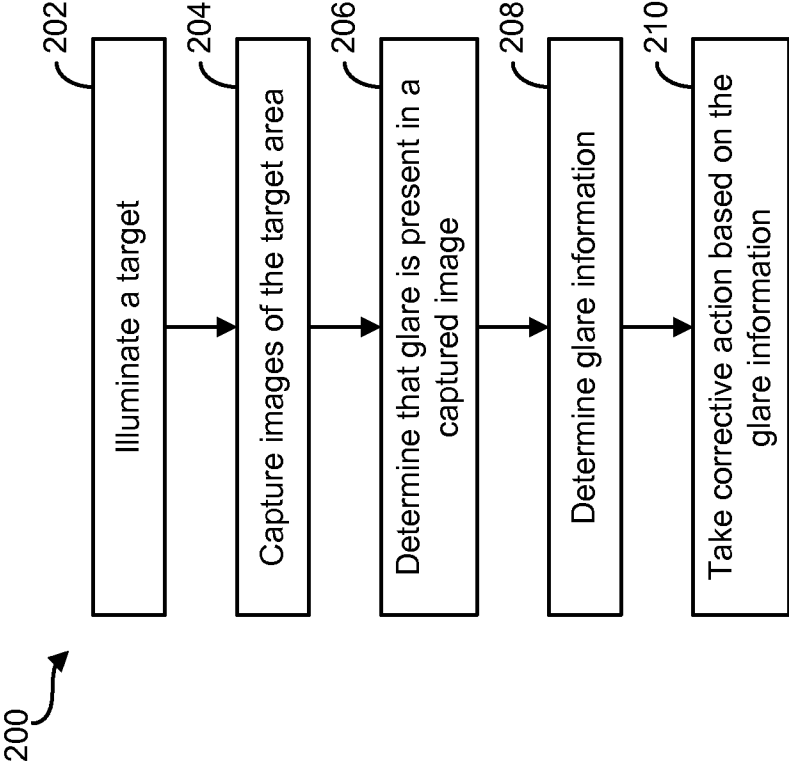 200
202
Illuminate a target
204
Capture images of the target area
206
Determine that glare is present in a
captured image
208
Determine glare information
210
Take corrective action based on the
glare information